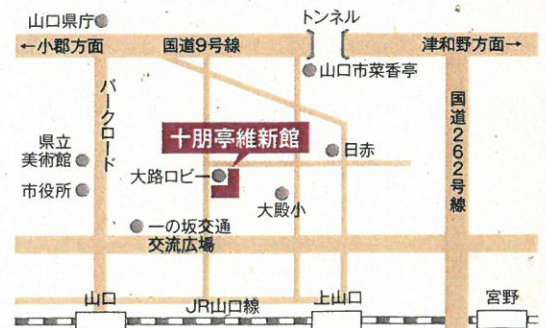 山口県庁
トンネル
←小郡方面
国道9号線
津和野方面→
山口市菜香亭
パークロード
国道262号線
十朋亭維新館
県立
美術館
日赤
大路ロビー
市役所
大殿小
一の坂交通
交流広場
山口
JR山口線
上山口
宮野